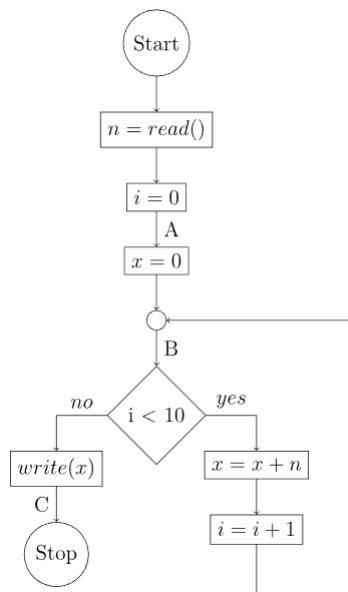 Start
n = read()
i = 0
A
x = 0
B
i < 10
no
yes
write(x)
x = x + n
C
i = i + 1
Stop